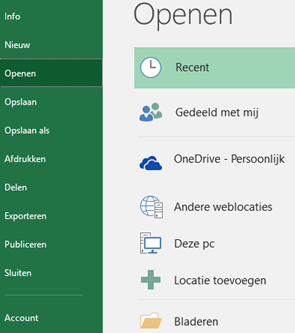 Info
Nieuw
Openen
Opslaan
Opslaan als
Afdrukken
Delen
Exporteren
Publiceren
Sluiten
Account
Openen
Recent
Gedeeld met mij
OneDrive - Persoonlijk
Andere weblocaties
Deze pc
Locatie toevoegen
Bladeren